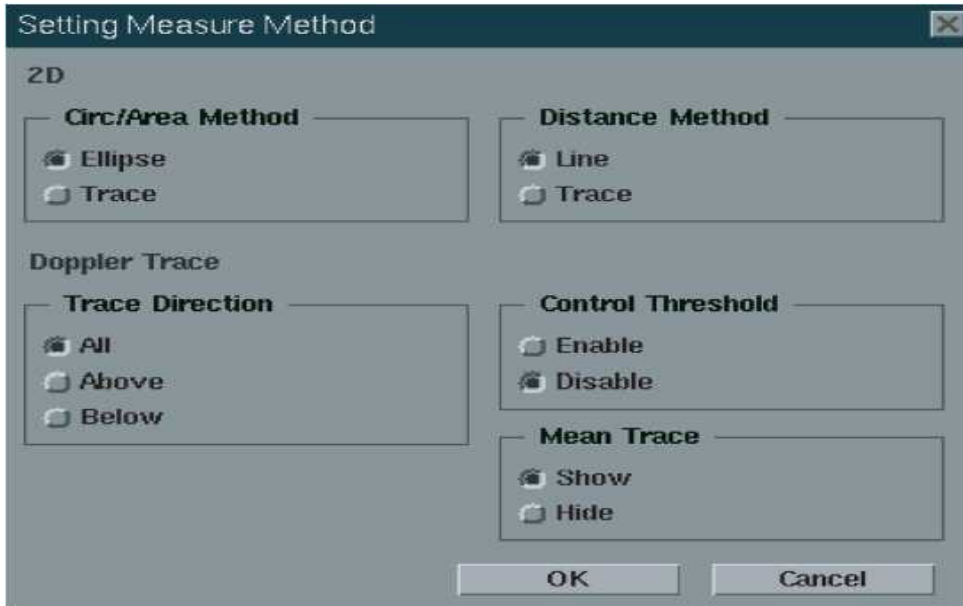 Setting Measure Method
2D
Circ/Area Method
Ellipse
Trace
Distance Method
Line
Trace
Doppler Trace
Trace Direction
All
Above
Below
Control Threshold
Enable
Disable
Mean Trace
Show
Hide
OK
Cancel